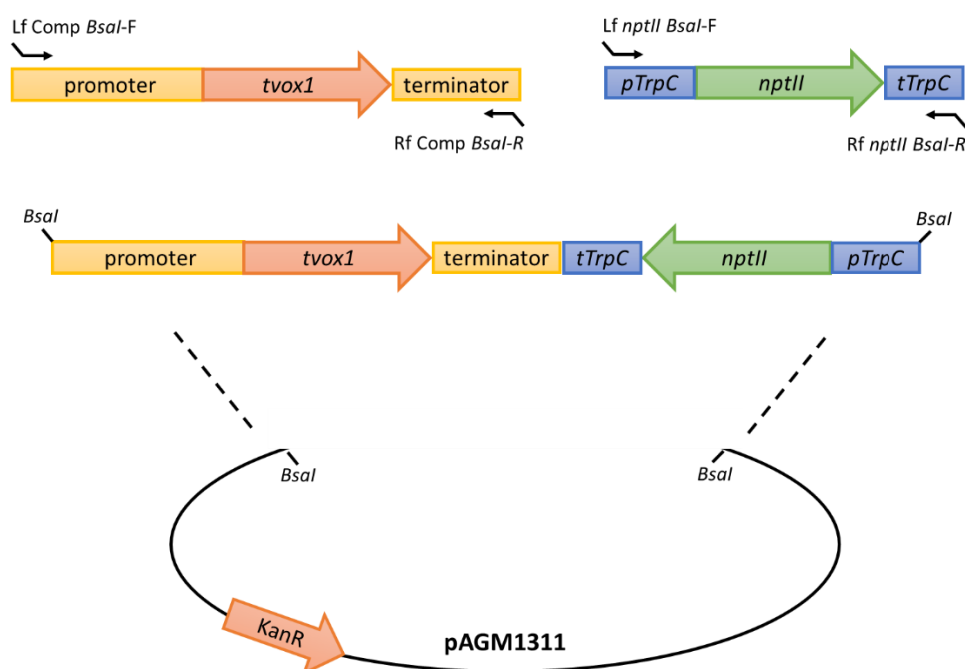 Lf Comp BsaI-F
promoter
tvox1
terminator
Rf Comp BsaI-R
Lf nptII BsaI-F
pTrpC
nptII
tTrpC
Rf nptII BsaI-R
BsaI
promoter
tvox1
terminator
tTrpC
nptII
pTrpC
BsaI
BsaI
BsaI
KanR
pAGM1311